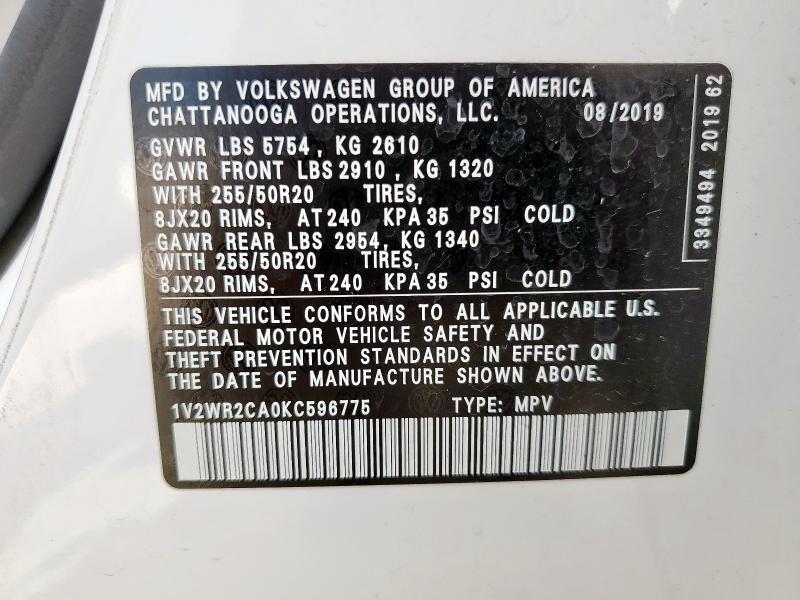 MFD BY VOLKSWAGEN GROUP OF AMERICA
CHATTANOOGA OPERATIONS, LLC. 08/2019
GVWR LBS 5754, KG 2610
GAWR FRONT LBS 2910, KG 1320
WITH 255/50R20 TIRES,
8JX20 RIMS, AT 240 KPA 35 PSI COLD
GAWR REAR LBS 2954, KG 1340
WITH 255/50R20 TIRES,
8JX20 RIMS, AT 240 KPA 35 PSI COLD
THIS VEHICLE CONFORMS TO ALL APPLICABLE U.S.
FEDERAL MOTOR VEHICLE SAFETY AND
THEFT PREVENTION STANDARDS IN EFFECT ON
THE DATE OF MANUFACTURE SHOWN ABOVE.
1V2WR2CA0KC596775 TYPE: MPV
3349494 2019 62